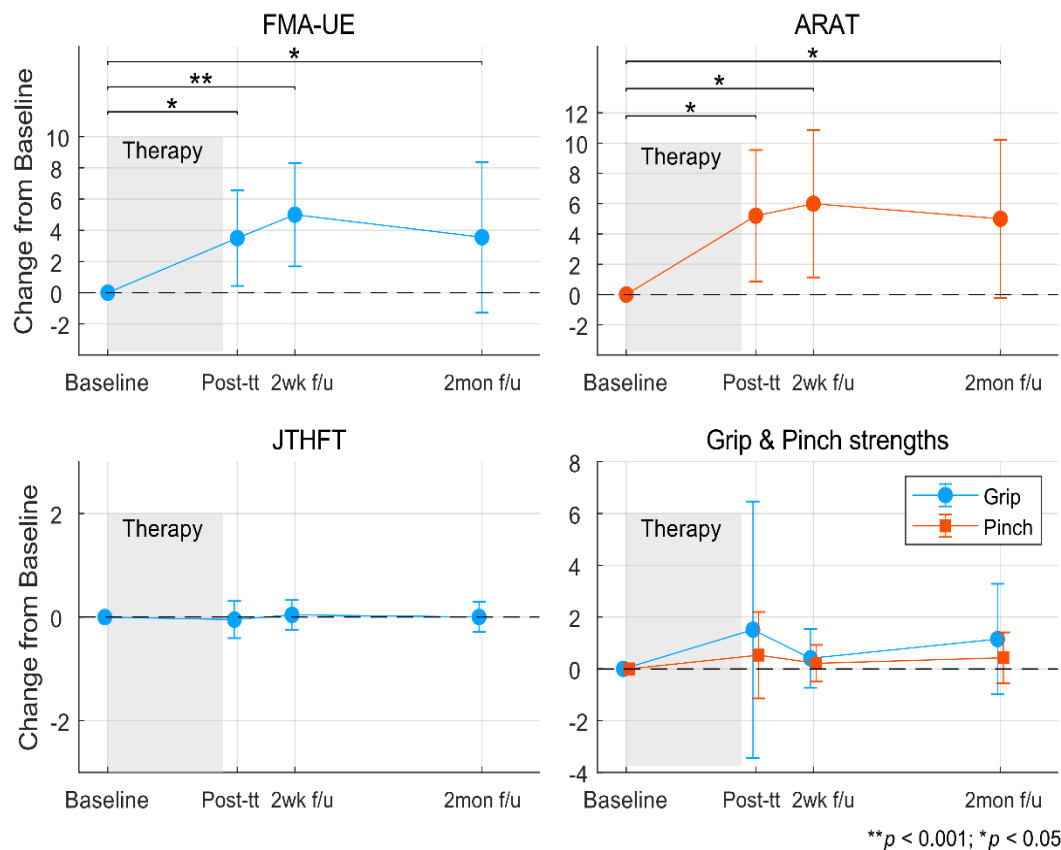 FMA-UE
*
**
*
Therapy
Change from Baseline
10
8
6
4
2
0
-2
Baseline
Post-tt
2wk f/u
2mon f/u
ARAT
*
*
*
Therapy
12
10
8
6
4
2
0
-2
Baseline
Post-tt
2wk f/u
2mon f/u
JTHFT
Therapy
Change from Baseline
2
0
-2
Baseline
Post-tt
2wk f/u
2mon f/u
Grip & Pinch strengths
Grip
Pinch
Therapy
8
6
4
2
0
-2
-4
Baseline
Post-tt
2wk f/u
2mon f/u
**p < 0.001; *p < 0.05